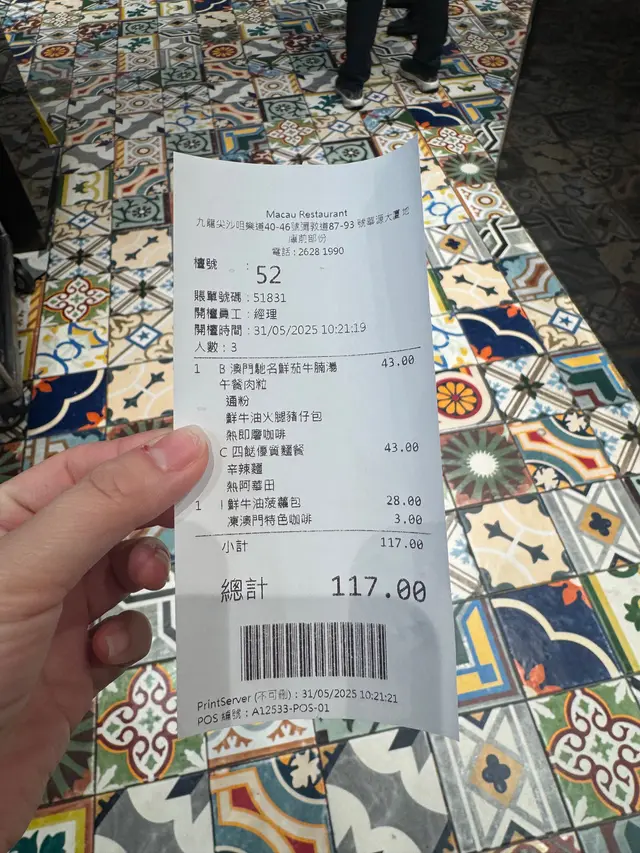 Macau Restaurant
九龍尖沙咀樂道40-46號彌敦道87-93 號華源大廈地
庫前部份
電話 : 2628 1990
檯號 : 52
賬單號碼 : 51831
開檯員工 : 經理
開檯時間 : 31/05/2025 10:21:19
人數 : 3
1 B 澳門馳名鮮茄牛腩湯 43.00
午餐肉粒
通粉
鮮牛油火腿豬仔包
熱即磨咖啡
C 四餸優質麵餐 43.00
辛辣麵
熱阿華田
1 I 鮮牛油菠蘿包 28.00
凍澳門特色咖啡 3.00
小計 117.00
總計 117.00
PrintServer (不可刪) : 31/05/2025 10:21:21
POS 編號 : A12533-POS-01